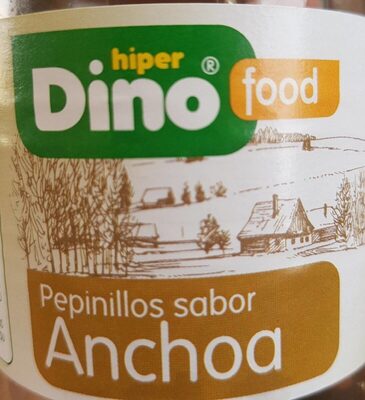 hiper
Dino®
food
Pepinillos sabor
Anchoa